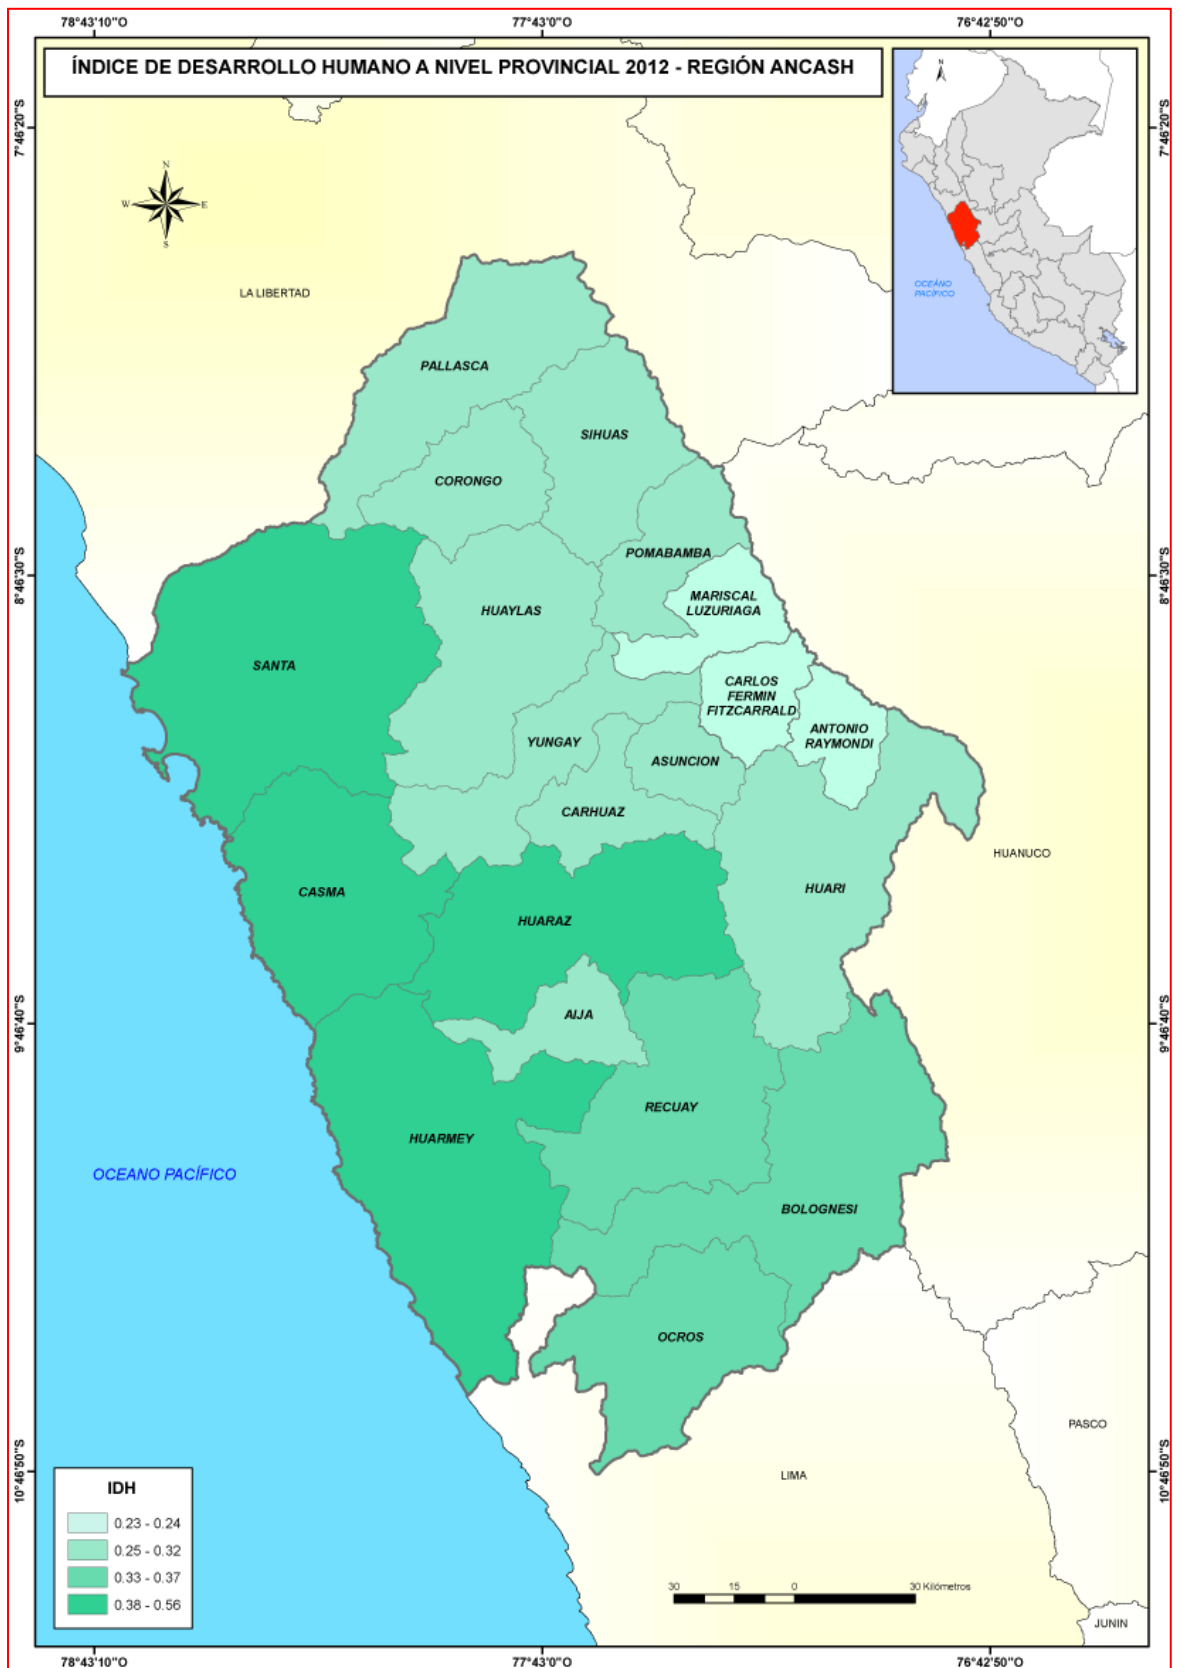 78°43'10"O
77°43'0"O
76°42'50"O
ÍNDICE DE DESARROLLO HUMANO A NIVEL PROVINCIAL 2012 - REGIÓN ANCASH
N
7°46'20"S
7°46'20"S
N
W
E
S
OCEÁNO
PACÍFICO
LA LIBERTAD
PALLASCA
SIHUAS
CORONGO
POMABAMBA
8°46'30"S
8°46'30"S
MARISCAL
LUZURIAGA
HUAYLAS
SANTA
CARLOS
FERMIN
FITZCARRALD
ANTONIO
RAYMONDI
YUNGAY
ASUNCION
CARHUAZ
HUANUCO
CASMA
HUARI
HUARAZ
AIJA
9°46'40"S
9°46'40"S
RECUAY
HUARMEY
OCEANO PACÍFICO
BOLOGNESI
OCROS
PASCO
LIMA
10°46'50"S
10°46'50"S
IDH
0.23 - 0.24
0.25 - 0.32
0.33 - 0.37
0.38 - 0.56
30
15
0
30 Kilómetros
JUNIN
78°43'10"O
77°43'0"O
76°42'50"O